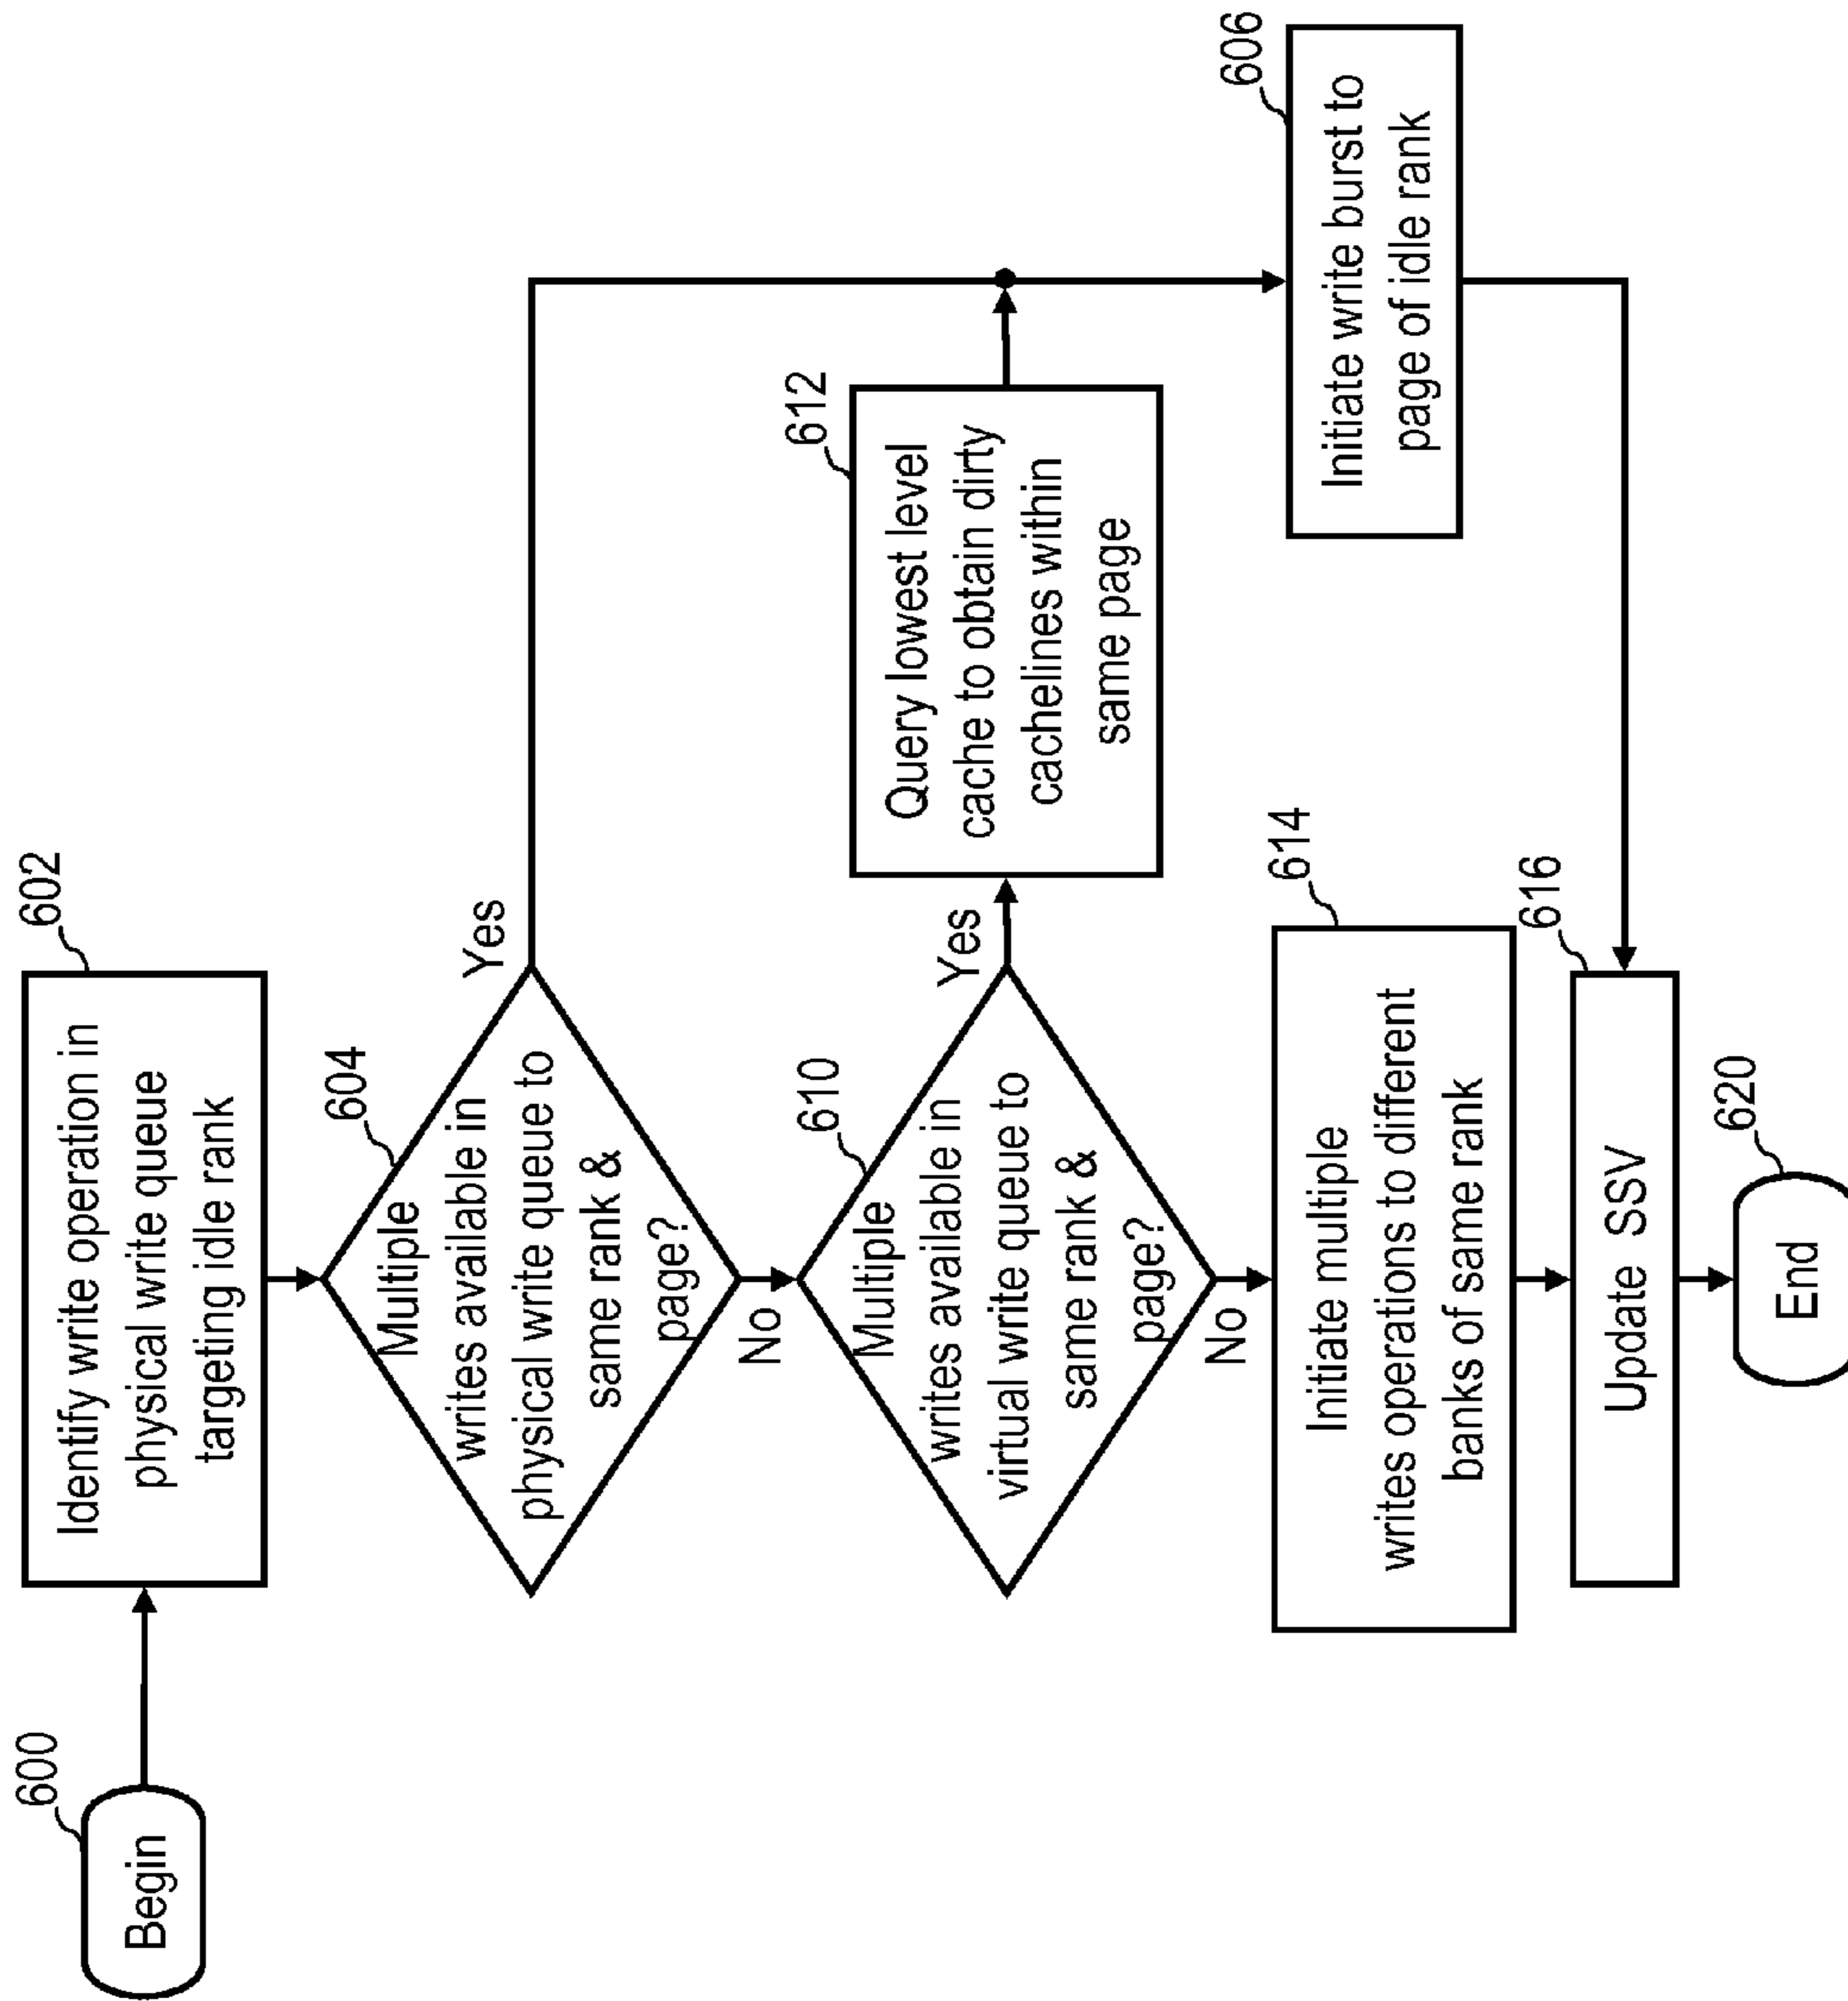 600
Begin
602
Identify write operation in
physical write queue
targeting idle rank
604
Multiple
writes available in
physical write queue to
same rank &
page?
Yes
No
610
Multiple
writes available in
virtual write queue to
same rank &
page?
Yes
No
612
Query lowest level
cache to obtain dirty
cachelines within
same page
606
Initiate write burst to
page of idle rank
614
Initiate multiple
writes operations to different
banks of same rank
616
Update SSV
620
End